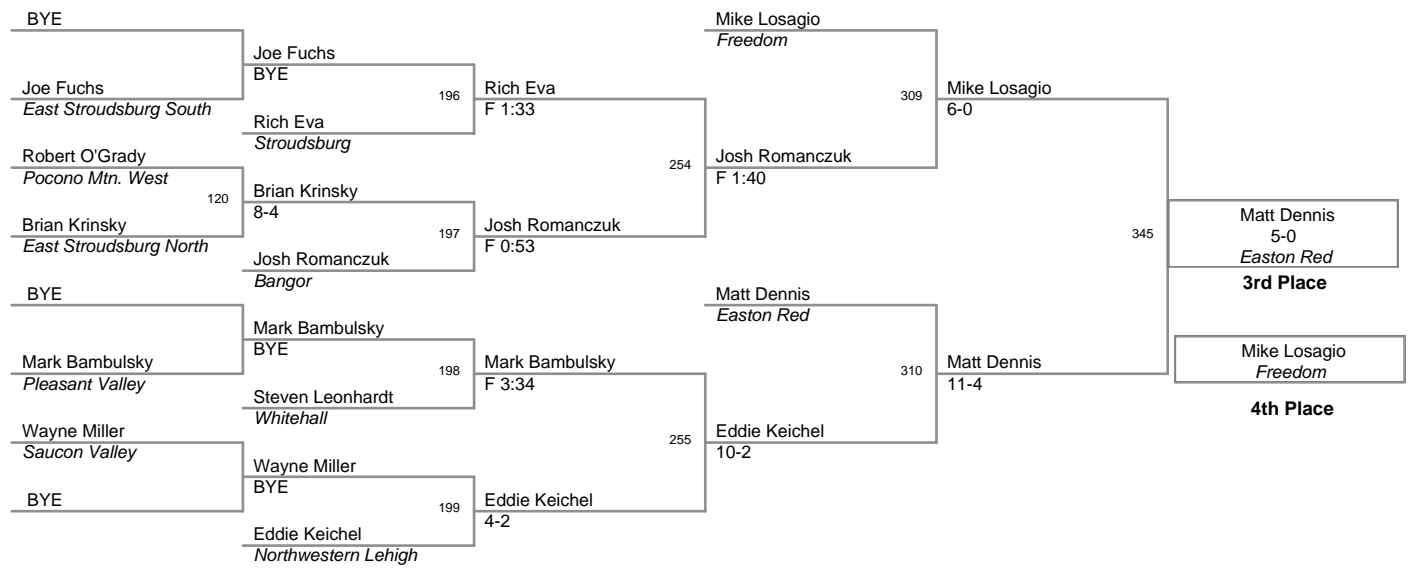 BYE
Joe Fuchs
East Stroudsburg South
Robert O'Grady
Pocono Mtn. West
120
Brian Krinsky
East Stroudsburg North
BYE
Mark Bambulsky
Pleasant Valley
Wayne Miller
Saucon Valley
BYE
Joe Fuchs
BYE
196
Rich Eva
Stroudsburg
Brian Krinsky
8-4
197
Josh Romanczuk
Bangor
Mark Bambulsky
BYE
198
Steven Leonhardt
Whitehall
Wayne Miller
BYE
199
Eddie Keichel
Northwestern Lehigh
Rich Eva
F 1:33
254
Josh Romanczuk
F 0:53
Mark Bambulsky
F 3:34
255
Eddie Keichel
4-2
Mike Losagio
Freedom
309
Josh Romanczuk
F 1:40
Matt Dennis
Easton Red
310
Eddie Keichel
10-2
Mike Losagio
6-0
345
Matt Dennis
11-4
Matt Dennis
5-0
Easton Red
3rd Place
Mike Losagio
Freedom
4th Place